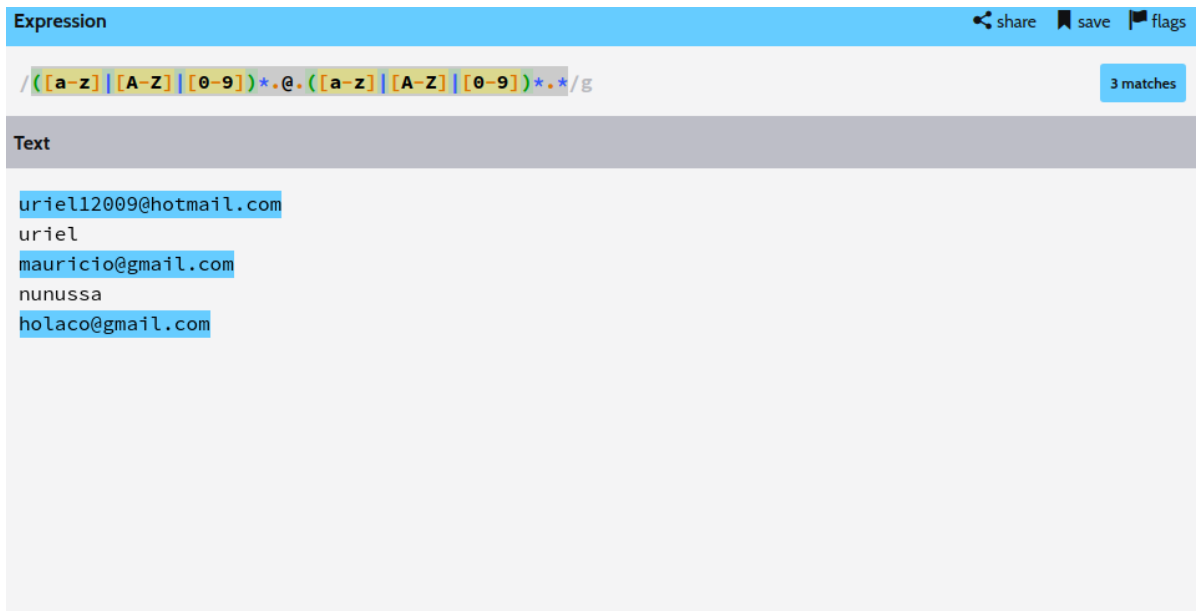 Expression share save flags
/([a-z]|[A-Z]|[0-9])*.@.([a-z]|[A-Z]|[0-9])*.*/g 3 matches
Text
uriel12009@hotmail.com
uriel
mauricio@gmail.com
nunussa
holaco@gmail.com